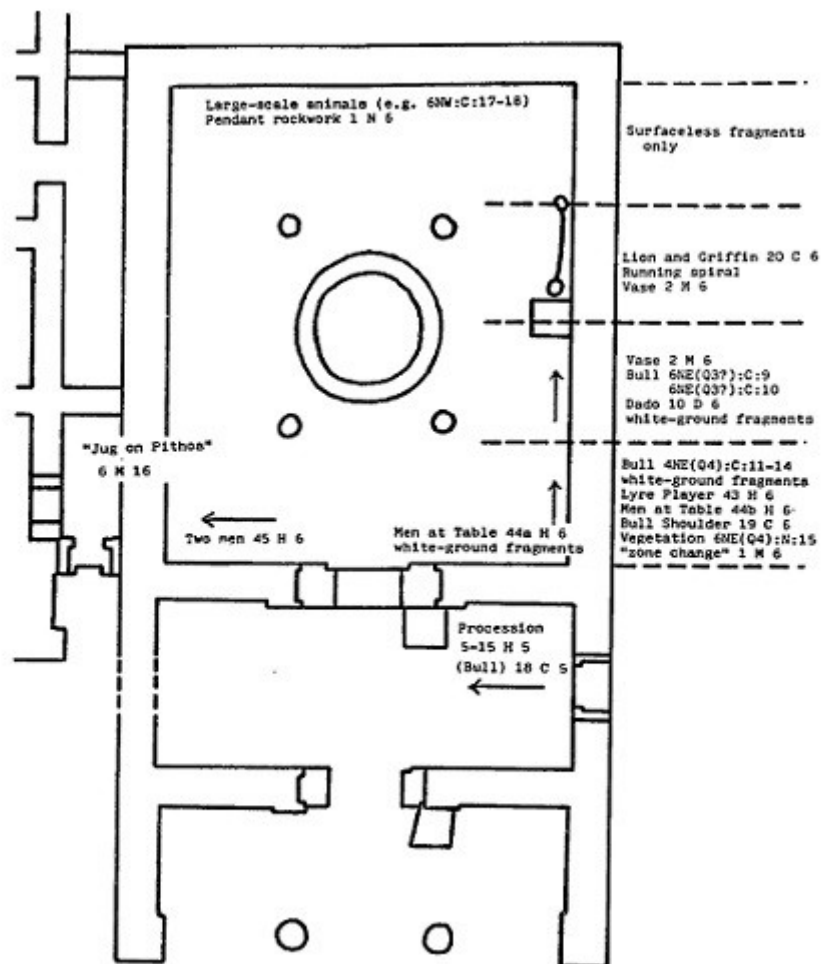 Large-scale animals (e.g. 6NW:C:17-18)
Pendant rockwork 1 N 6
Surfaceless fragments
only
Lion and Griffin 20 C 6
Running spiral
Vase 2 M 6
Vase 2 M 6
Bull 6NE(Q3?):C:9
6NE(Q3?):C:10
Dado 10 D 6
white-ground fragments
"Jug on Pithos"
6 M 16
Bull 4NE(Q4):C:11-14
white-ground fragments
Lyre Player 43 H 6
Men at Table 44b H 6
Bull Shoulder 19 C 6
Vegetation 6NE(Q4):N:15
"zone change" 1 M 6
Two men 45 H 6
Men at Table 44a H 6
white-ground fragments
Procession
5-15 H 5
(Bull) 18 C 5